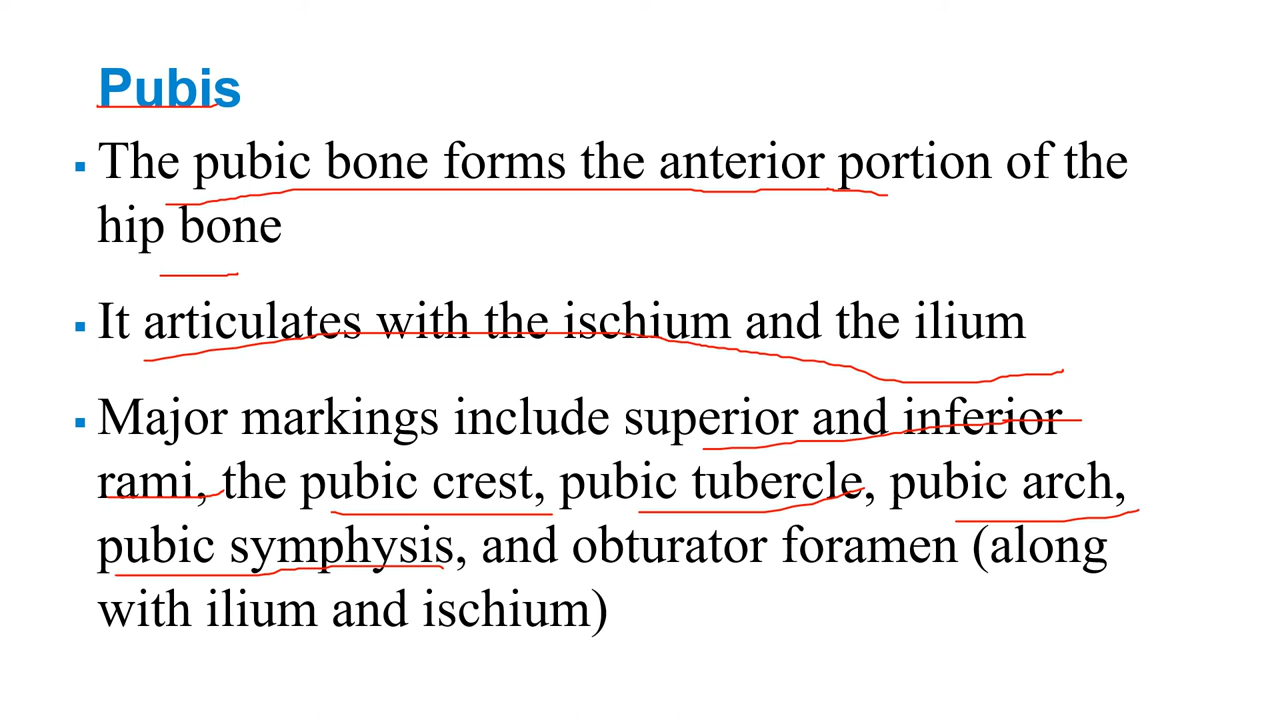 Pubis
▪ The pubic bone forms the anterior portion of the
hip bone
▪ It articulates with the ischium and the ilium
▪ Major markings include superior and inferior
rami, the pubic crest, pubic tubercle, pubic arch,
pubic symphysis, and obturator foramen (along
with ilium and ischium)